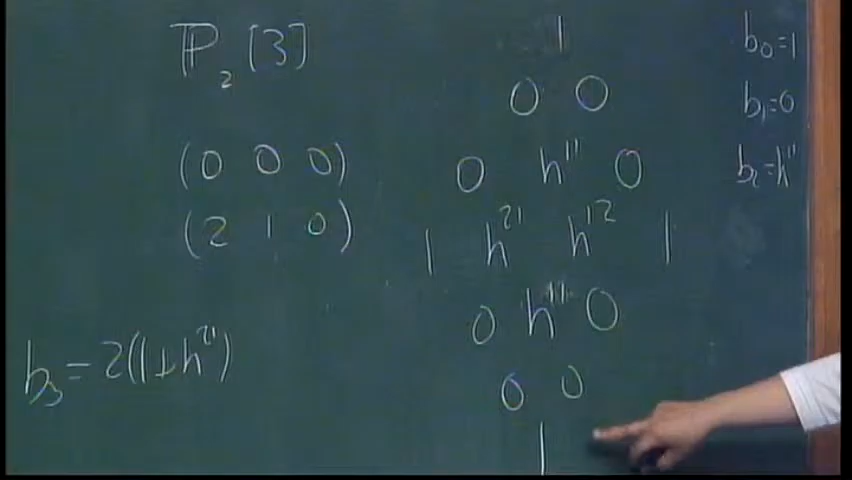 ℙ₂[3]
(0 0 0)
(2 1 0)
b₃ = 2(1+h²¹)
1
0 0
0 h¹¹ 0
1 h²¹ h¹² 1
0 h¹¹ 0
0 0
1
b₀=1
b₁=0
b₂=h¹¹